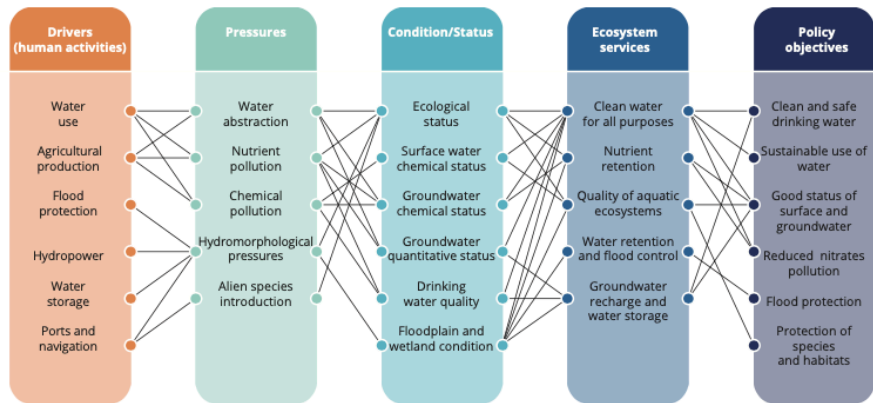 Drivers
(human activities)
Pressures
Condition/Status
Ecosystem
services
Policy
objectives
Water
use
Agricultural
production
Flood
protection
Hydropower
Water
storage
Ports and
navigation
Water
abstraction
Nutrient
pollution
Chemical
pollution
Hydromorphological
pressures
Alien species
introduction
Ecological
status
Surface water
chemical status
Groundwater
chemical status
Groundwater
quantitative status
Drinking
water quality
Floodplain and
wetland condition
Clean water
for all purposes
Nutrient
retention
Quality of aquatic
ecosystems
Water retention
and flood control
Groundwater
recharge and
water storage
Clean and safe
drinking water
Sustainable use of
water
Good status of
surface and
groundwater
Reduced nitrates
pollution
Flood protection
Protection of
species
and habitats